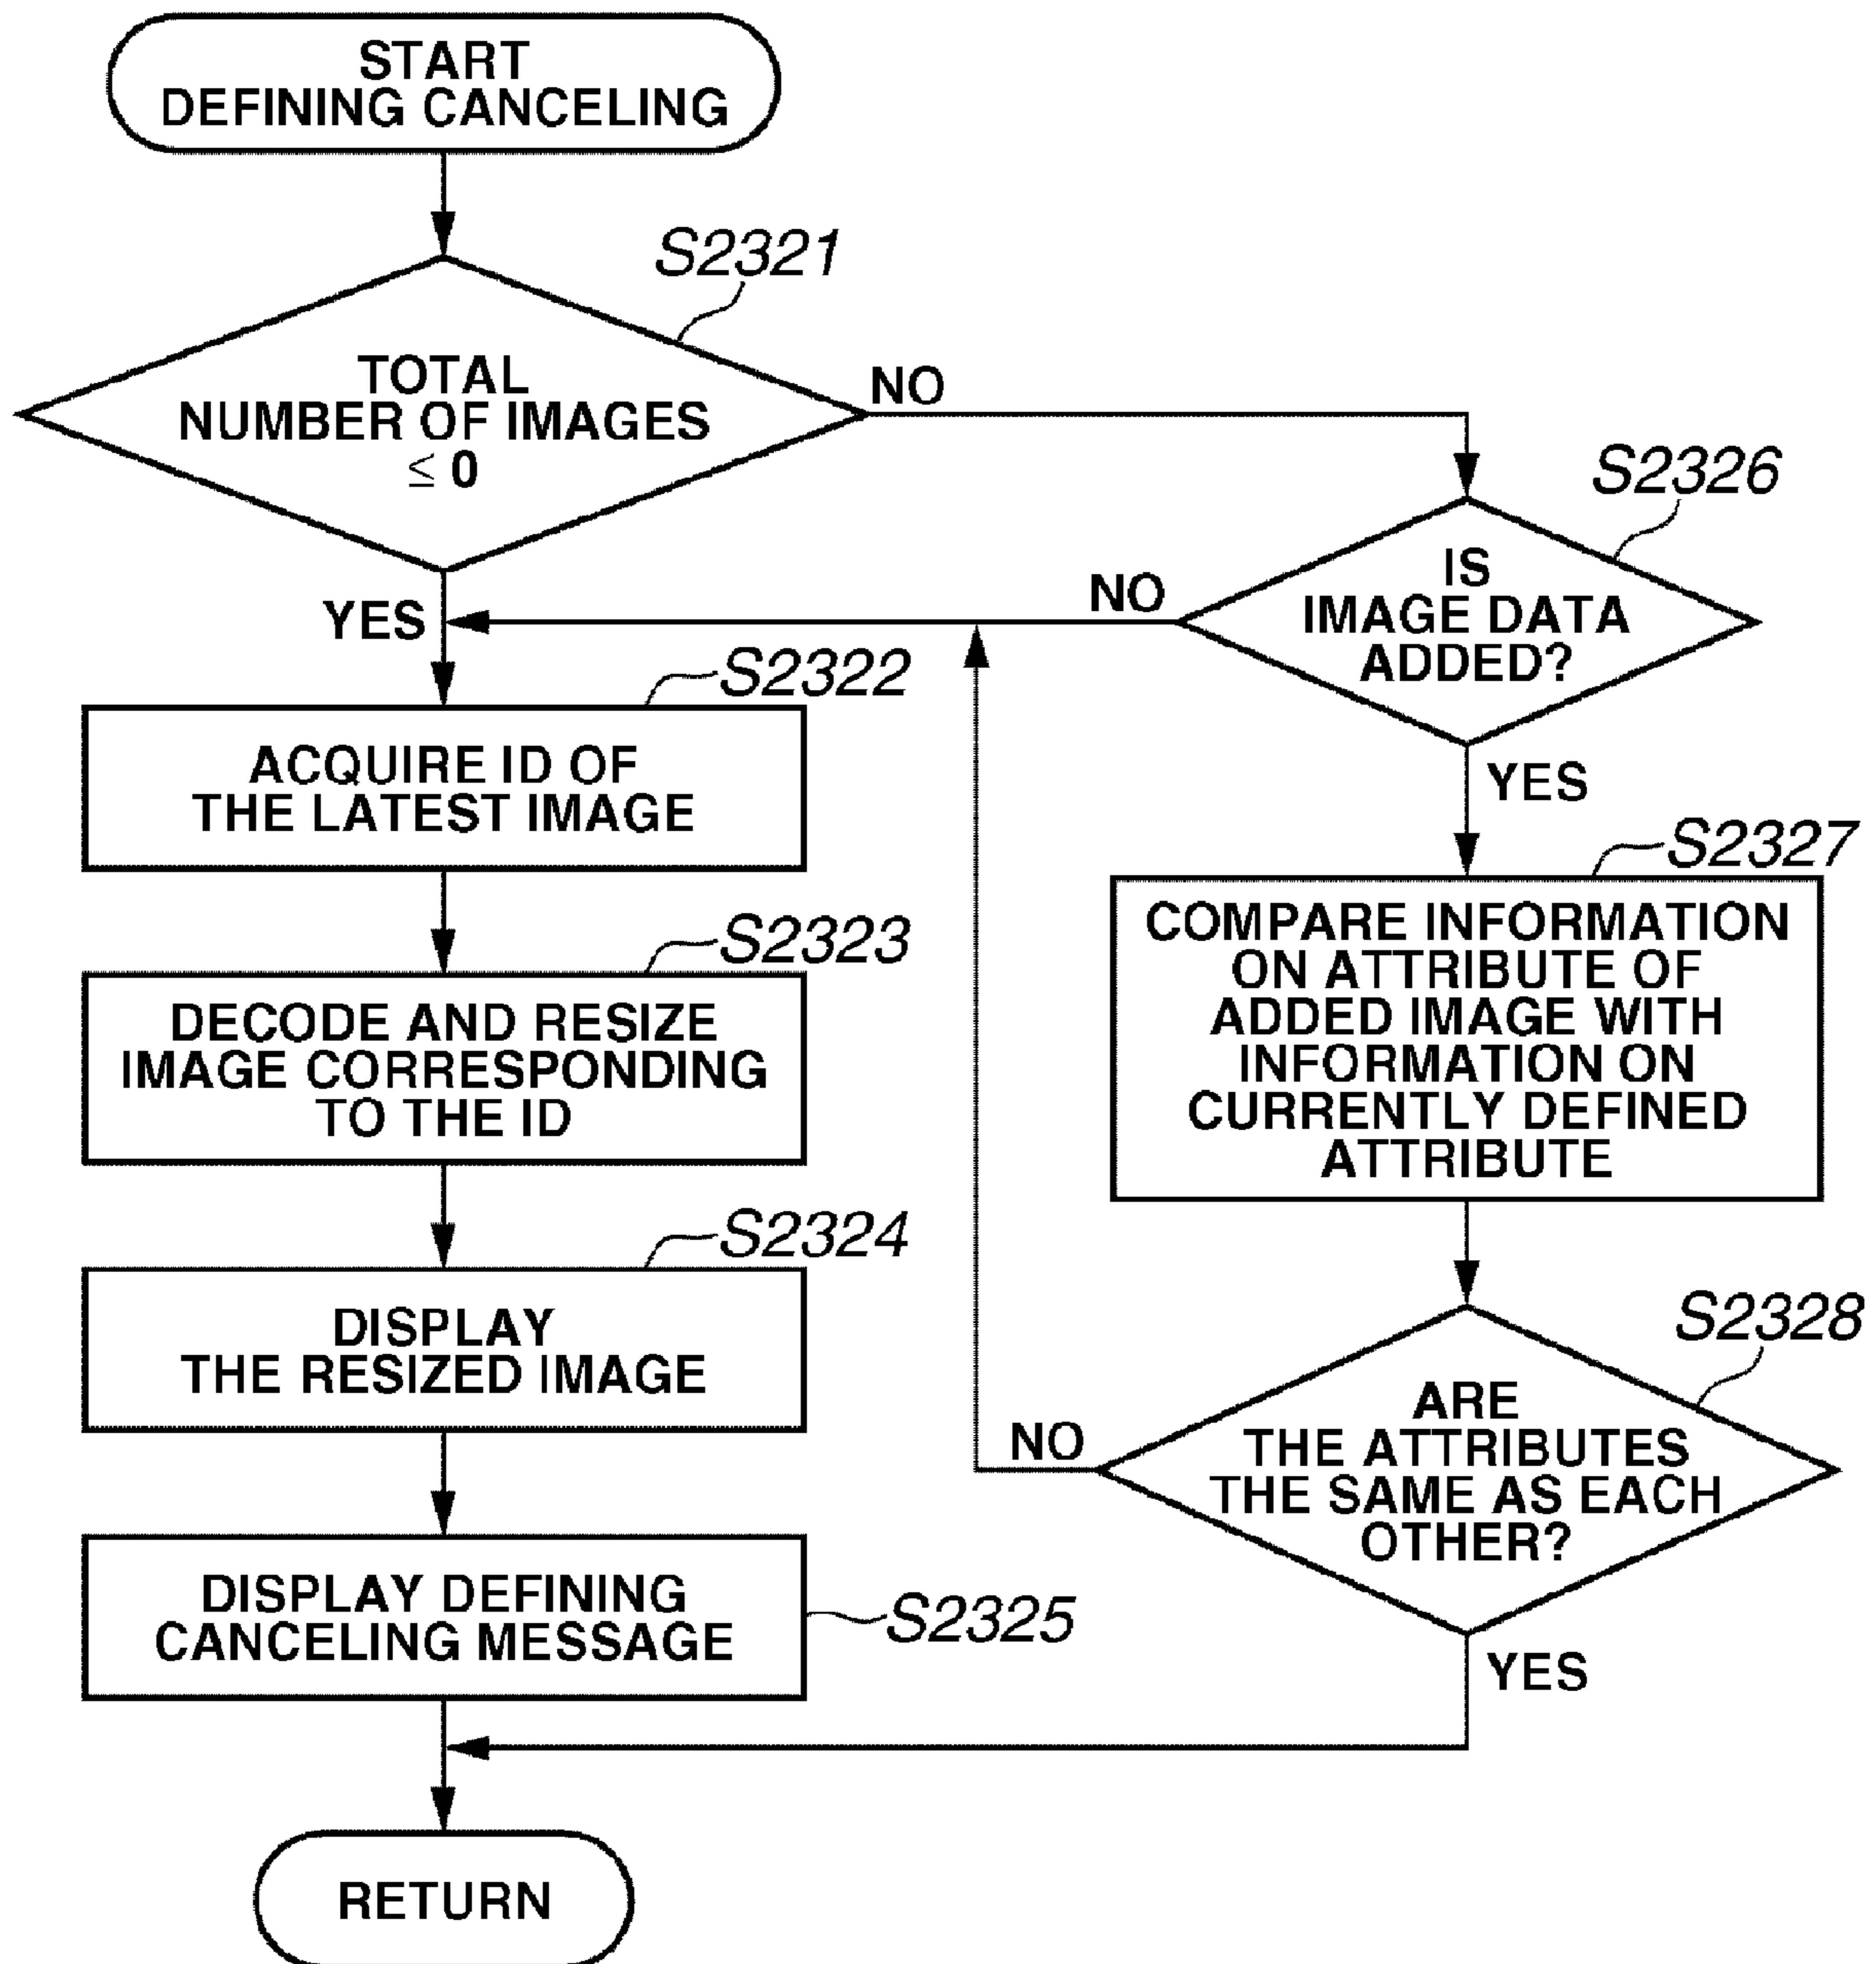 START
DEFINING CANCELING
S2321
TOTAL
NUMBER OF IMAGES
≤ 0
NO
YES
S2322
ACQUIRE ID OF
THE LATEST IMAGE
S2323
DECODE AND RESIZE
IMAGE CORRESPONDING
TO THE ID
S2324
DISPLAY
THE RESIZED IMAGE
DISPLAY DEFINING
CANCELING MESSAGE
S2325
S2326
IS
IMAGE DATA
ADDED?
NO
YES
S2327
COMPARE INFORMATION
ON ATTRIBUTE OF
ADDED IMAGE WITH
INFORMATION ON
CURRENTLY DEFINED
ATTRIBUTE
S2328
ARE
THE ATTRIBUTES
THE SAME AS EACH
OTHER?
NO
YES
RETURN